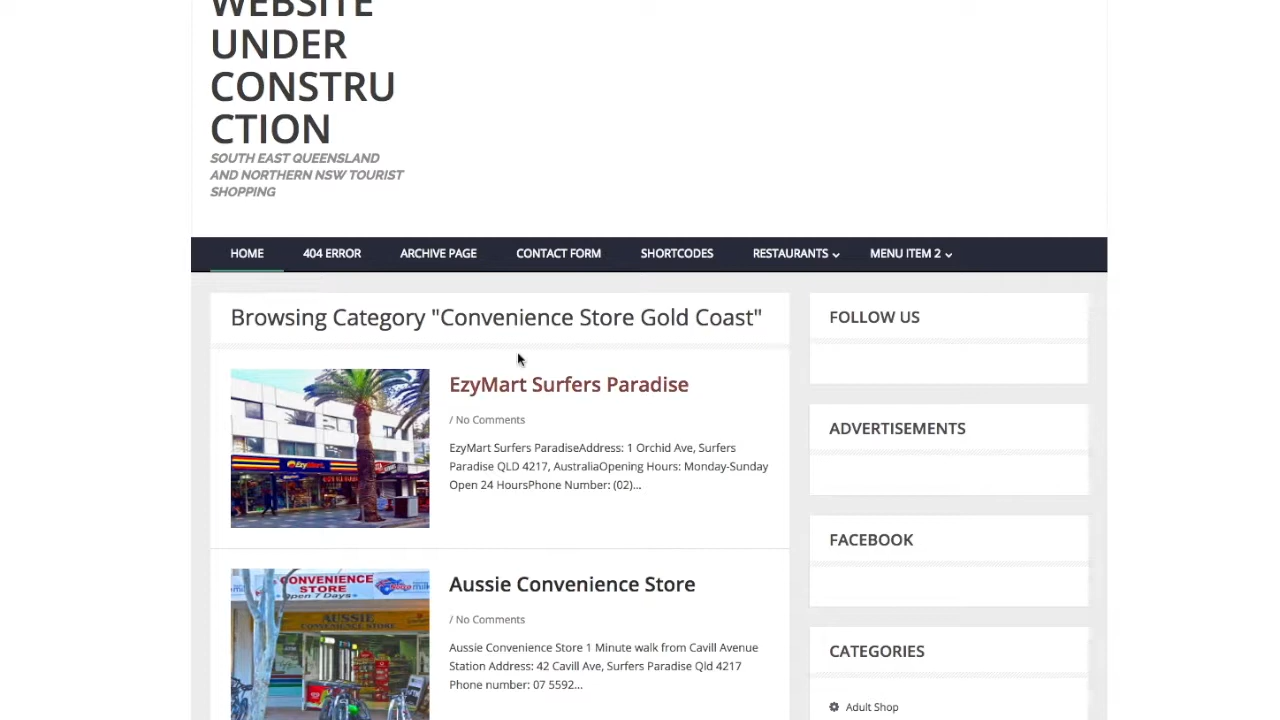 WEBSITE
UNDER
CONSTRU
CTION
SOUTH EAST QUEENSLAND
AND NORTHERN NSW TOURIST
SHOPPING
HOME 404 ERROR ARCHIVE PAGE CONTACT FORM SHORTCODES RESTAURANTS MENU ITEM 2
Browsing Category "Convenience Store Gold Coast"
EzyMart Surfers Paradise
/ No Comments
EzyMart Surfers ParadiseAddress: 1 Orchid Ave, Surfers
Paradise QLD 4217, AustraliaOpening Hours: Monday-Sunday
Open 24 HoursPhone Number: (02)...
EzyMart
CONVENIENCE
STORE
Open 7 Days
AUSSIE
CONVENIENCE STORE
Aussie Convenience Store
/ No Comments
Aussie Convenience Store 1 Minute walk from Cavill Avenue
Station Address: 42 Cavill Ave, Surfers Paradise Qld 4217
Phone number: 07 5592...
FOLLOW US
ADVERTISEMENTS
FACEBOOK
CATEGORIES
Adult Shop